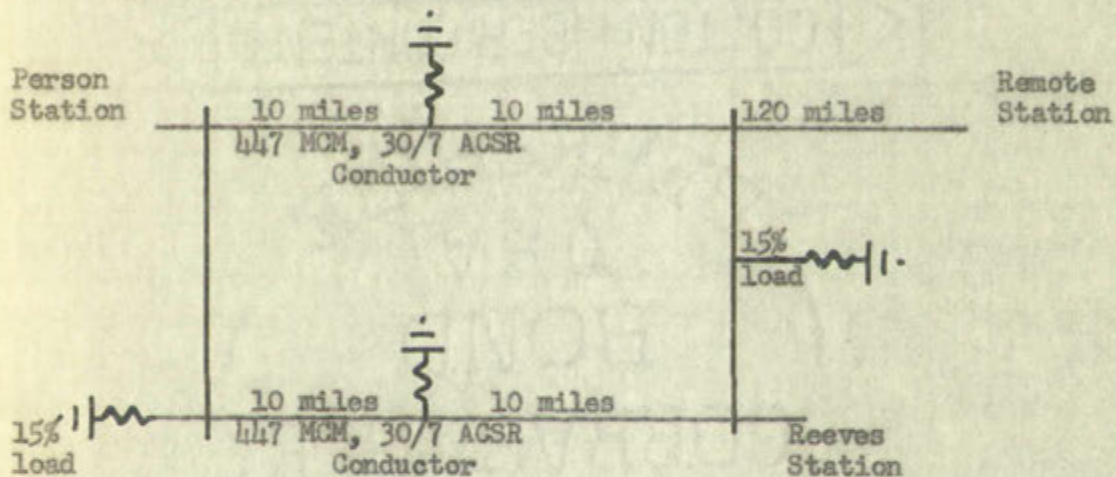 Person
Station
10 miles 10 miles 120 miles
Remote
Station
447 MCM, 30/7 ACSR
Conductor
15%
load
10 miles 10 miles
15%
load
447 MCM, 30/7 ACSR
Conductor
Reeves
Station